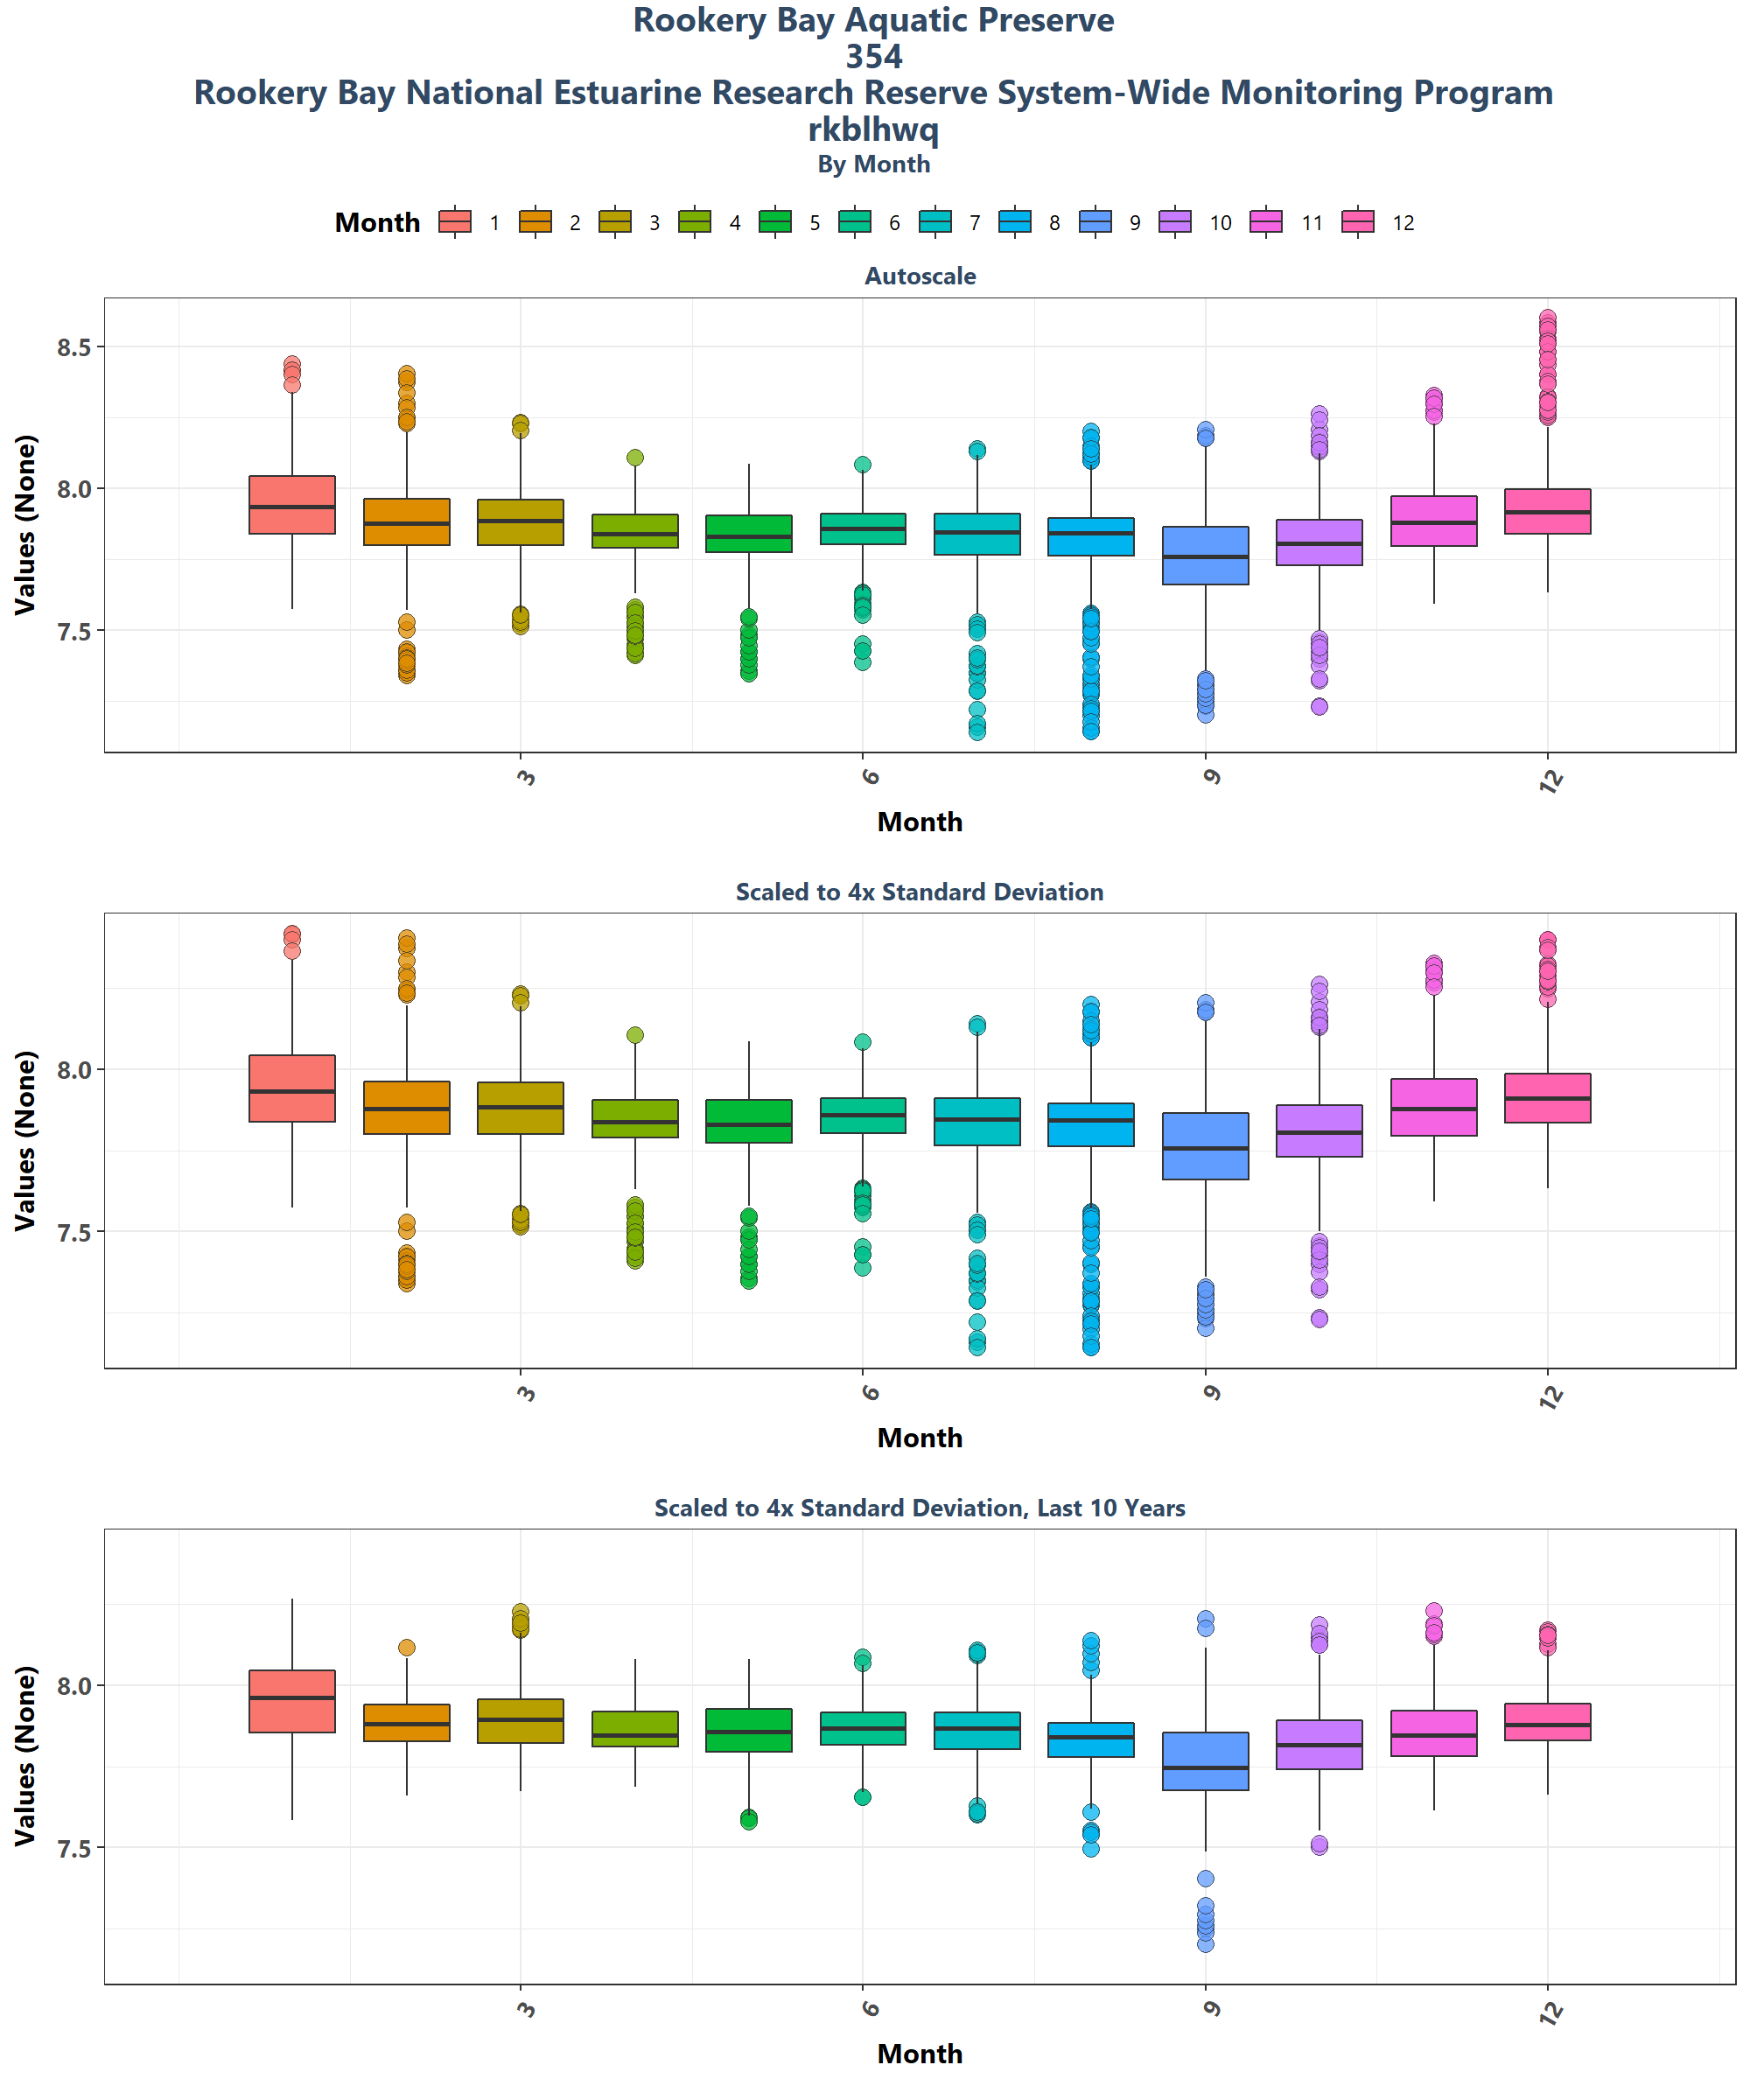 Rookery Bay Aquatic Preserve
354
Rookery Bay National Estuarine Research Reserve System-Wide Monitoring Program
rkblhwq
By Month
Month 1 2 3 4 5 6 7 8 9 10 11 12
Autoscale
Values (None)
8.5
8.0
7.5
3 6 9 12
Month
Scaled to 4x Standard Deviation
Values (None)
8.0
7.5
3 6 9 12
Month
Scaled to 4x Standard Deviation, Last 10 Years
Values (None)
8.0
7.5
3 6 9 12
Month